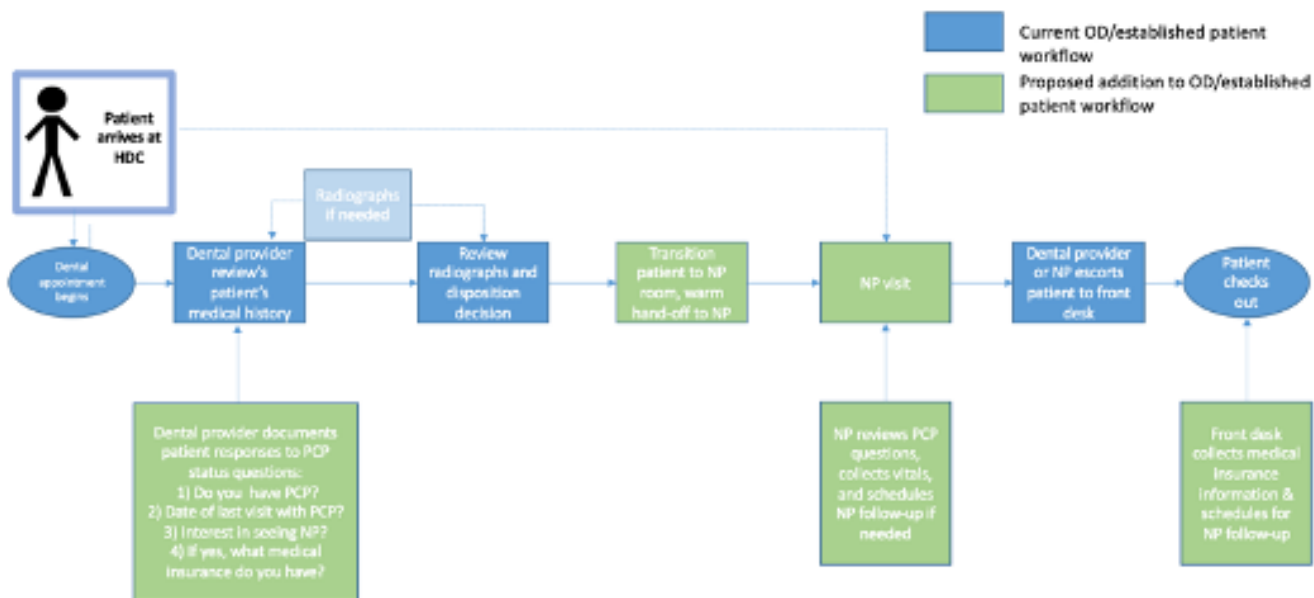 Current OD/established patient
workflow
Proposed addition to OD/established
patient workflow
Patient
arrives at
HDC
Radiographs
if needed
Dental
appointment
begins
Dental provider
review's
patient's
medical history
Review
radiographs and
disposition
decision
Transition
patient to NP
room, warm
hand-off to NP
NP visit
Dental provider
or NP escorts
patient to front
desk
Patient
checks
out
Dental provider documents
patient responses to PCP
status questions:
1) Do you have PCP?
2) Date of last visit with PCP?
3) Interest in seeing NP?
4) If yes, what medical
insurance do you have?
NP reviews PCP
questions,
collects vitals,
and schedules
NP follow-up if
needed
Front desk
collects medical
insurance
information &
schedules for
NP follow-up